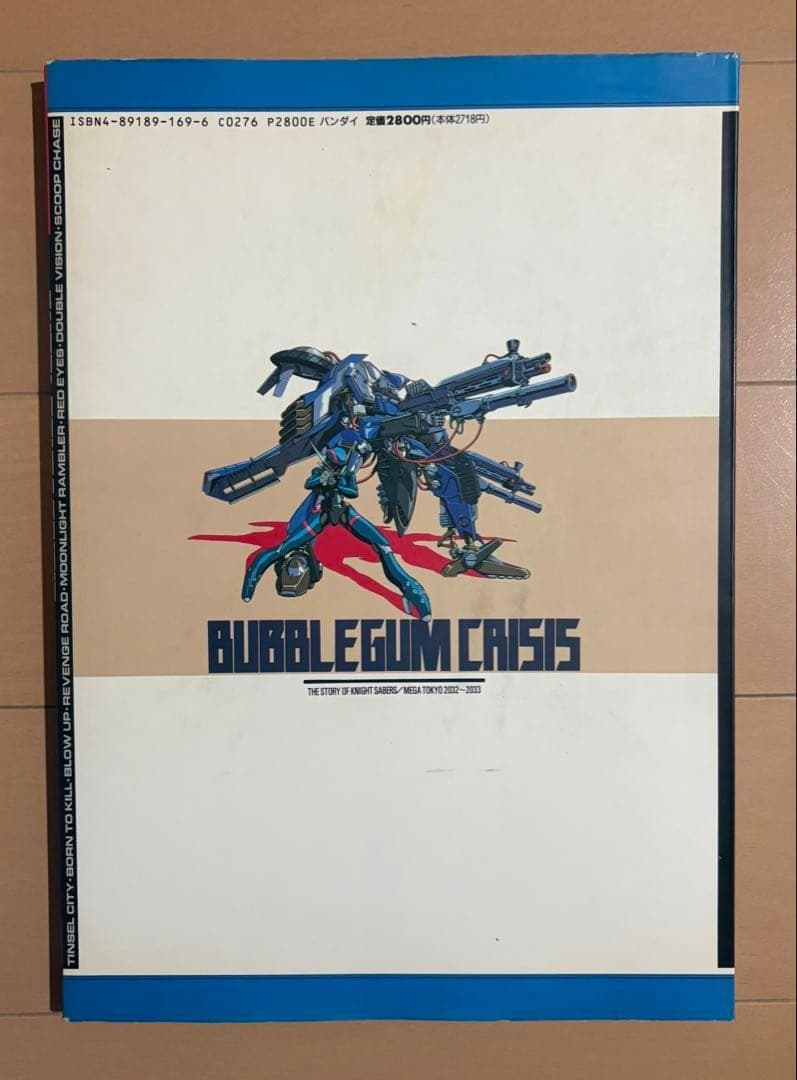 ISBN4-89189-169-6 C0276 P2800E バンダイ 定価2800円(本体2718円)
TINSEL CITY・BORN TO KILL・BLOW UP・REVENGE ROAD・MOONLIGHT RAMBLER・RED EYES・DOUBLE VISION・SCOOP CHASE
BUBBLEGUM CRISIS
THE STORY OF KNIGHT SABERS/MEGA TOKYO 2032〜2033